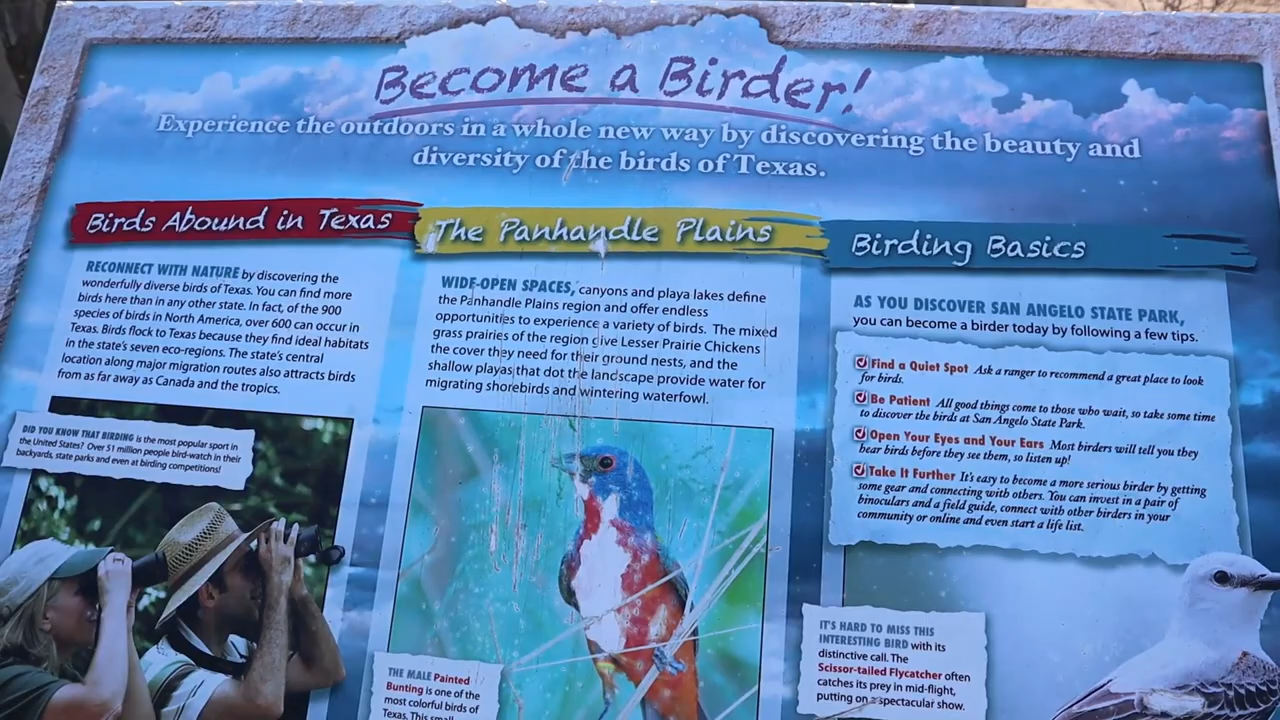 Become a Birder!
Experience the outdoors in a whole new way by discovering the beauty and
diversity of the birds of Texas.
Birds Abound in Texas
RECONNECT WITH NATURE by discovering the
wonderfully diverse birds of Texas. You can find more
birds here than in any other state. In fact, of the 900
species of birds in North America, over 600 can occur in
Texas. Birds flock to Texas because they find ideal habitats
in the state's seven eco-regions. The state's central
location along major migration routes also attracts birds
from as far away as Canada and the tropics.
DID YOU KNOW THAT BIRDING is the most popular sport in
the United States? Over 51 million people bird-watch in their
backyards, state parks and even at birding competitions!
The Panhandle Plains
WIDE-OPEN SPACES, canyons and playa lakes define
the Panhandle Plains region and offer endless
opportunities to experience a variety of birds. The mixed
grass prairies of the region give Lesser Prairie Chickens
the cover they need for their ground nests, and the
shallow playas that dot the landscape provide water for
migrating shorebirds and wintering waterfowl.
THE MALE Painted
Bunting is one of the
most colorful birds of
Texas. This small
Birding Basics
AS YOU DISCOVER SAN ANGELO STATE PARK,
you can become a birder today by following a few tips.
Find a Quiet Spot Ask a ranger to recommend a great place to look
for birds.
Be Patient All good things come to those who wait, so take some time
to discover the birds at San Angelo State Park.
Open Your Eyes and Your Ears Most birders will tell you they
hear birds before they see them, so listen up!
Take It Further It's easy to become a more serious birder by getting
some gear and connecting with others. You can invest in a pair of
binoculars and a field guide, connect with other birders in your
community or online and even start a life list.
IT'S HARD TO MISS THIS
INTERESTING BIRD with its
distinctive call. The
Scissor-tailed Flycatcher often
catches its prey in mid-flight,
putting on a spectacular show.